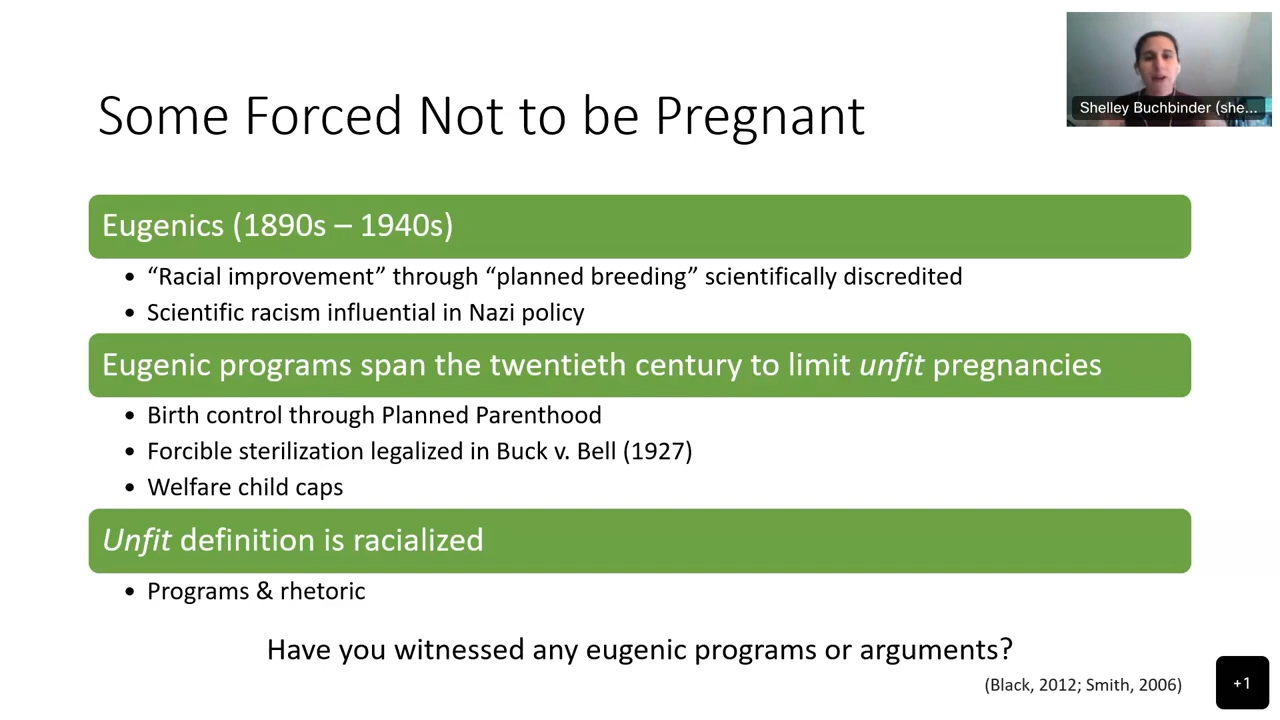 Shelley Buchbinder (she...
Some Forced Not to be Pregnant
Eugenics (1890s – 1940s)
• “Racial improvement” through “planned breeding” scientifically discredited
• Scientific racism influential in Nazi policy
Eugenic programs span the twentieth century to limit unfit pregnancies
• Birth control through Planned Parenthood
• Forcible sterilization legalized in Buck v. Bell (1927)
• Welfare child caps
Unfit definition is racialized
• Programs & rhetoric
Have you witnessed any eugenic programs or arguments?
(Black, 2012; Smith, 2006)
+1